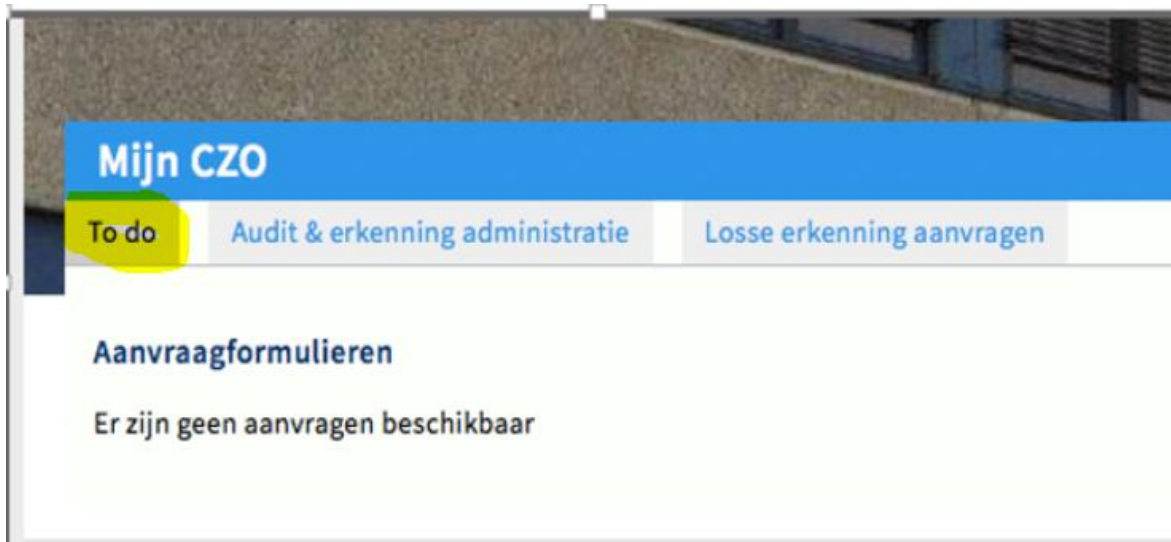 Mijn CZO
To do
Audit & erkenning administratie
Losse erkenning aanvragen
Aanvraagformulieren
Er zijn geen aanvragen beschikbaar